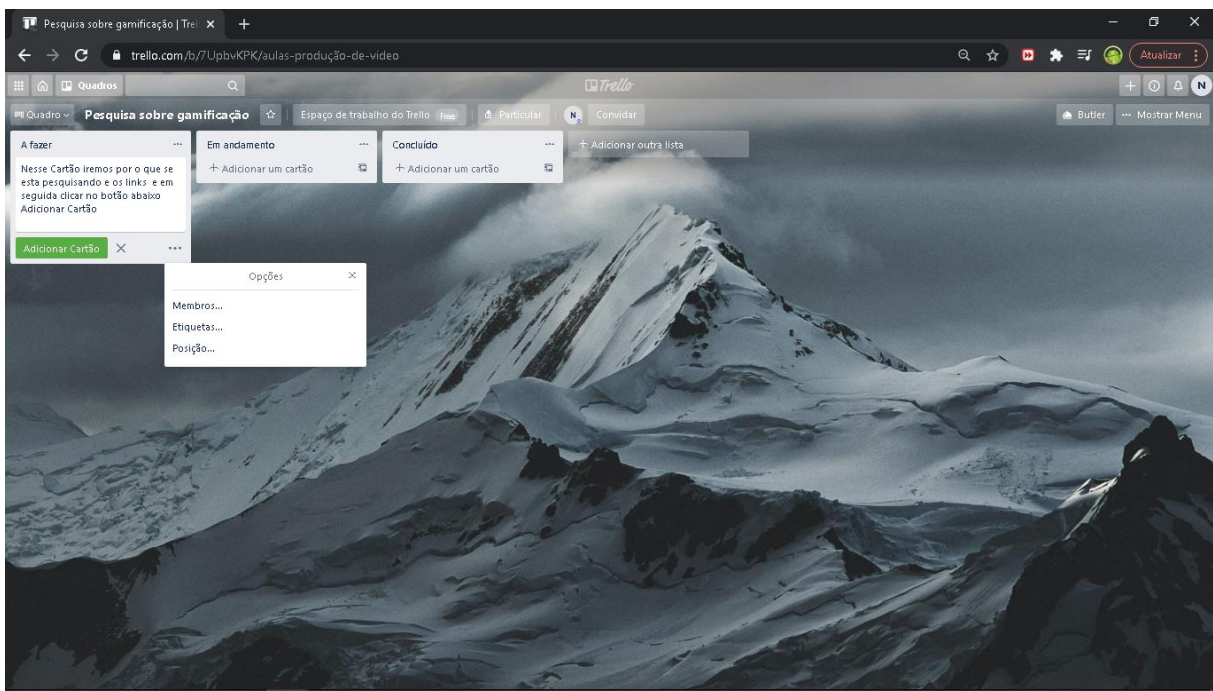 Pesquisa sobre gamificação | Trel
trello.com/b/7UpbvKPK/aulas-produção-de-video
Atualizar
Quadros
Trello
N
Quadro
Pesquisa sobre gamificação
Espaço de trabalho do Trello
Free
Particular
N
Convidar
Butler
Mostrar Menu
A fazer
Nesse Cartão iremos por o que se
esta pesquisando e os links e em
seguida clicar no botão abaixo
Adicionar Cartão
Adicionar Cartão
Opções
Membros...
Etiquetas...
Posição...
Em andamento
+ Adicionar um cartão
Concluído
+ Adicionar um cartão
+ Adicionar outra lista